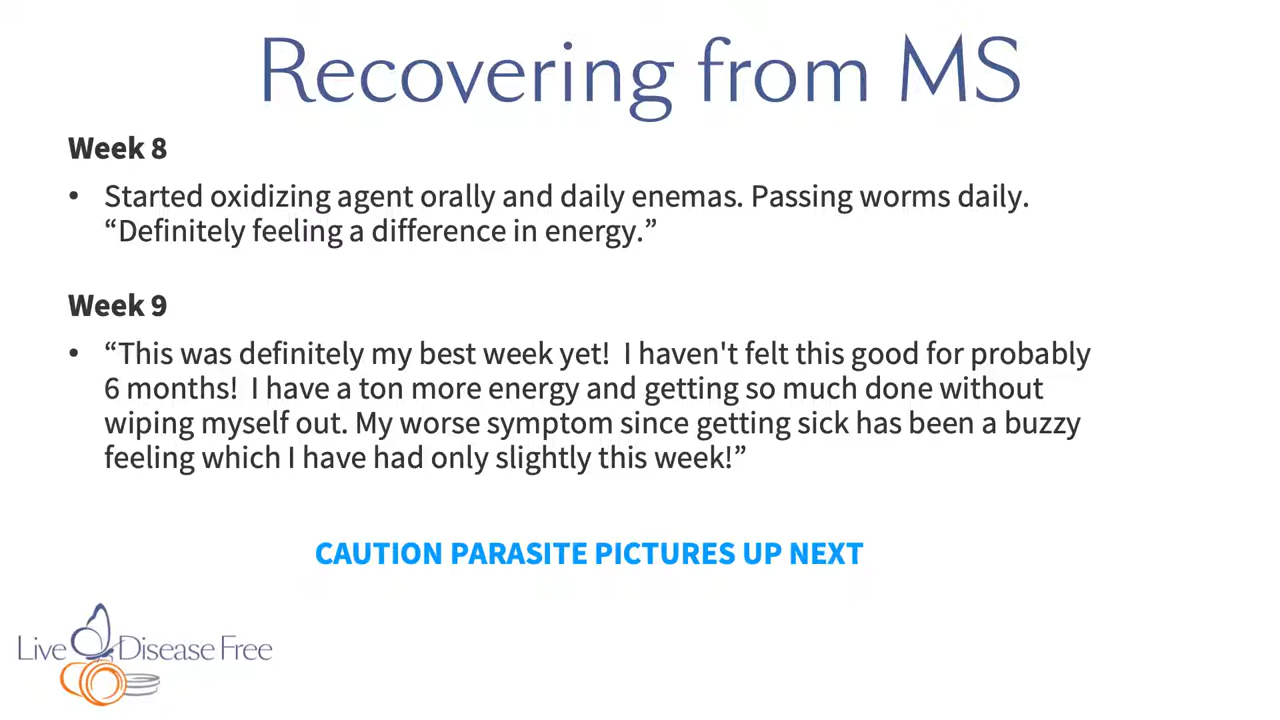 Recovering from MS
Week 8
• Started oxidizing agent orally and daily enemas. Passing worms daily.
“Definitely feeling a difference in energy.”
Week 9
• “This was definitely my best week yet!  I haven't felt this good for probably
6 months!  I have a ton more energy and getting so much done without
wiping myself out. My worse symptom since getting sick has been a buzzy
feeling which I have had only slightly this week!”
CAUTION PARASITE PICTURES UP NEXT
Live Disease Free